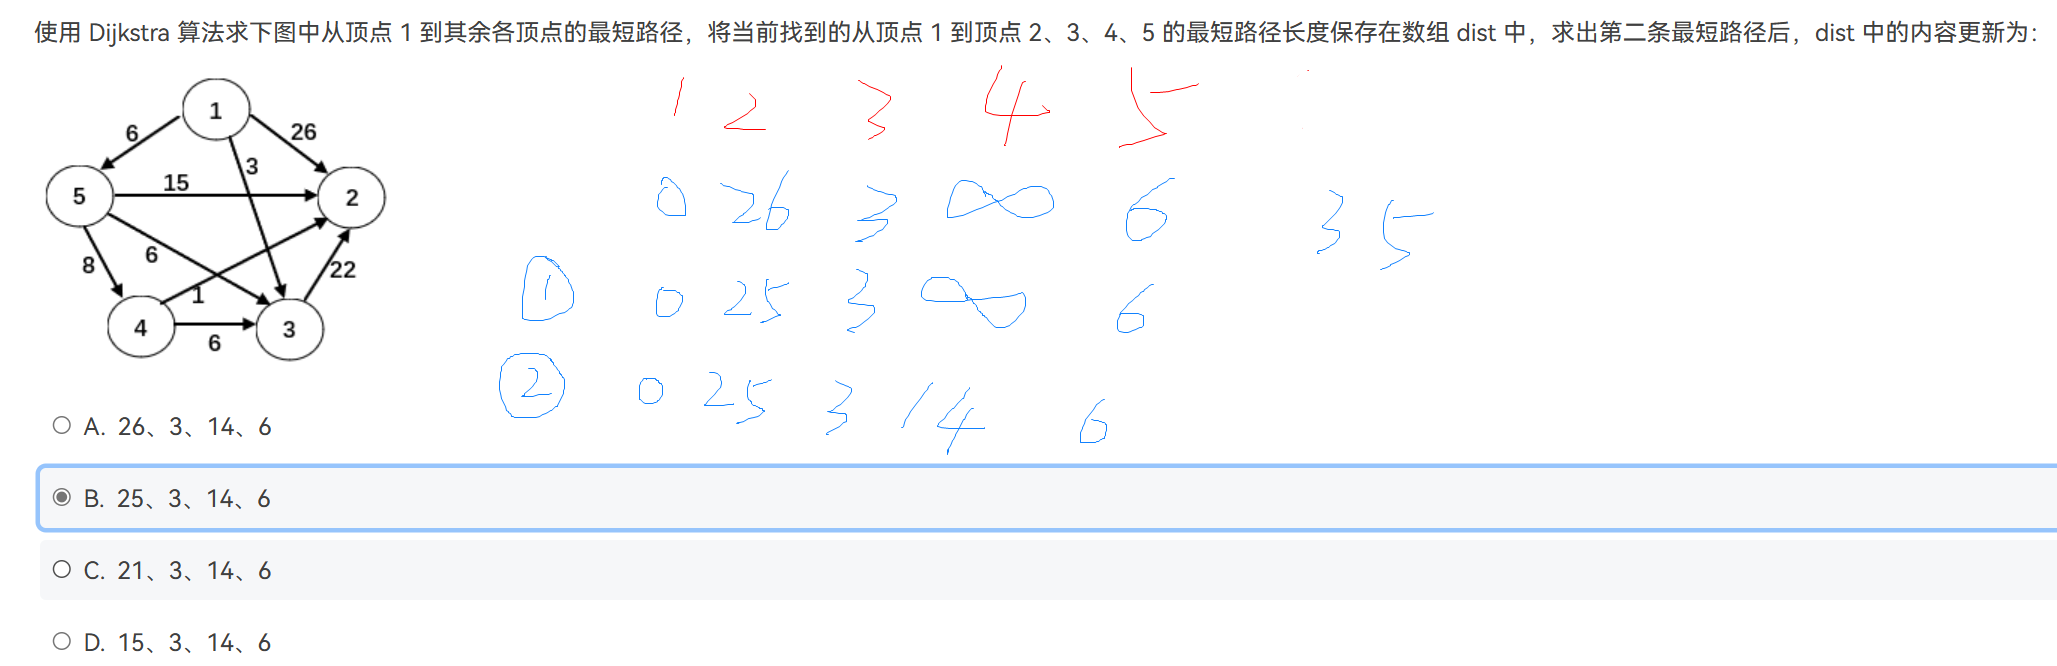 使用 Dijkstra 算法求下图中从顶点 1 到其余各顶点的最短路径，将当前找到的从顶点 1 到顶点 2、3、4、5 的最短路径长度保存在数组 dist 中，求出第二条最短路径后，dist 中的内容更新为：
1 2 3 4 5
1
6 26
3
15
5 2
0 26 3 ∞ 6 3 5
8 6 22
1
① 0 25 3 ∞ 6
4 3
6
② 0 25 3 14 6
A. 26、3、14、6
B. 25、3、14、6
C. 21、3、14、6
D. 15、3、14、6